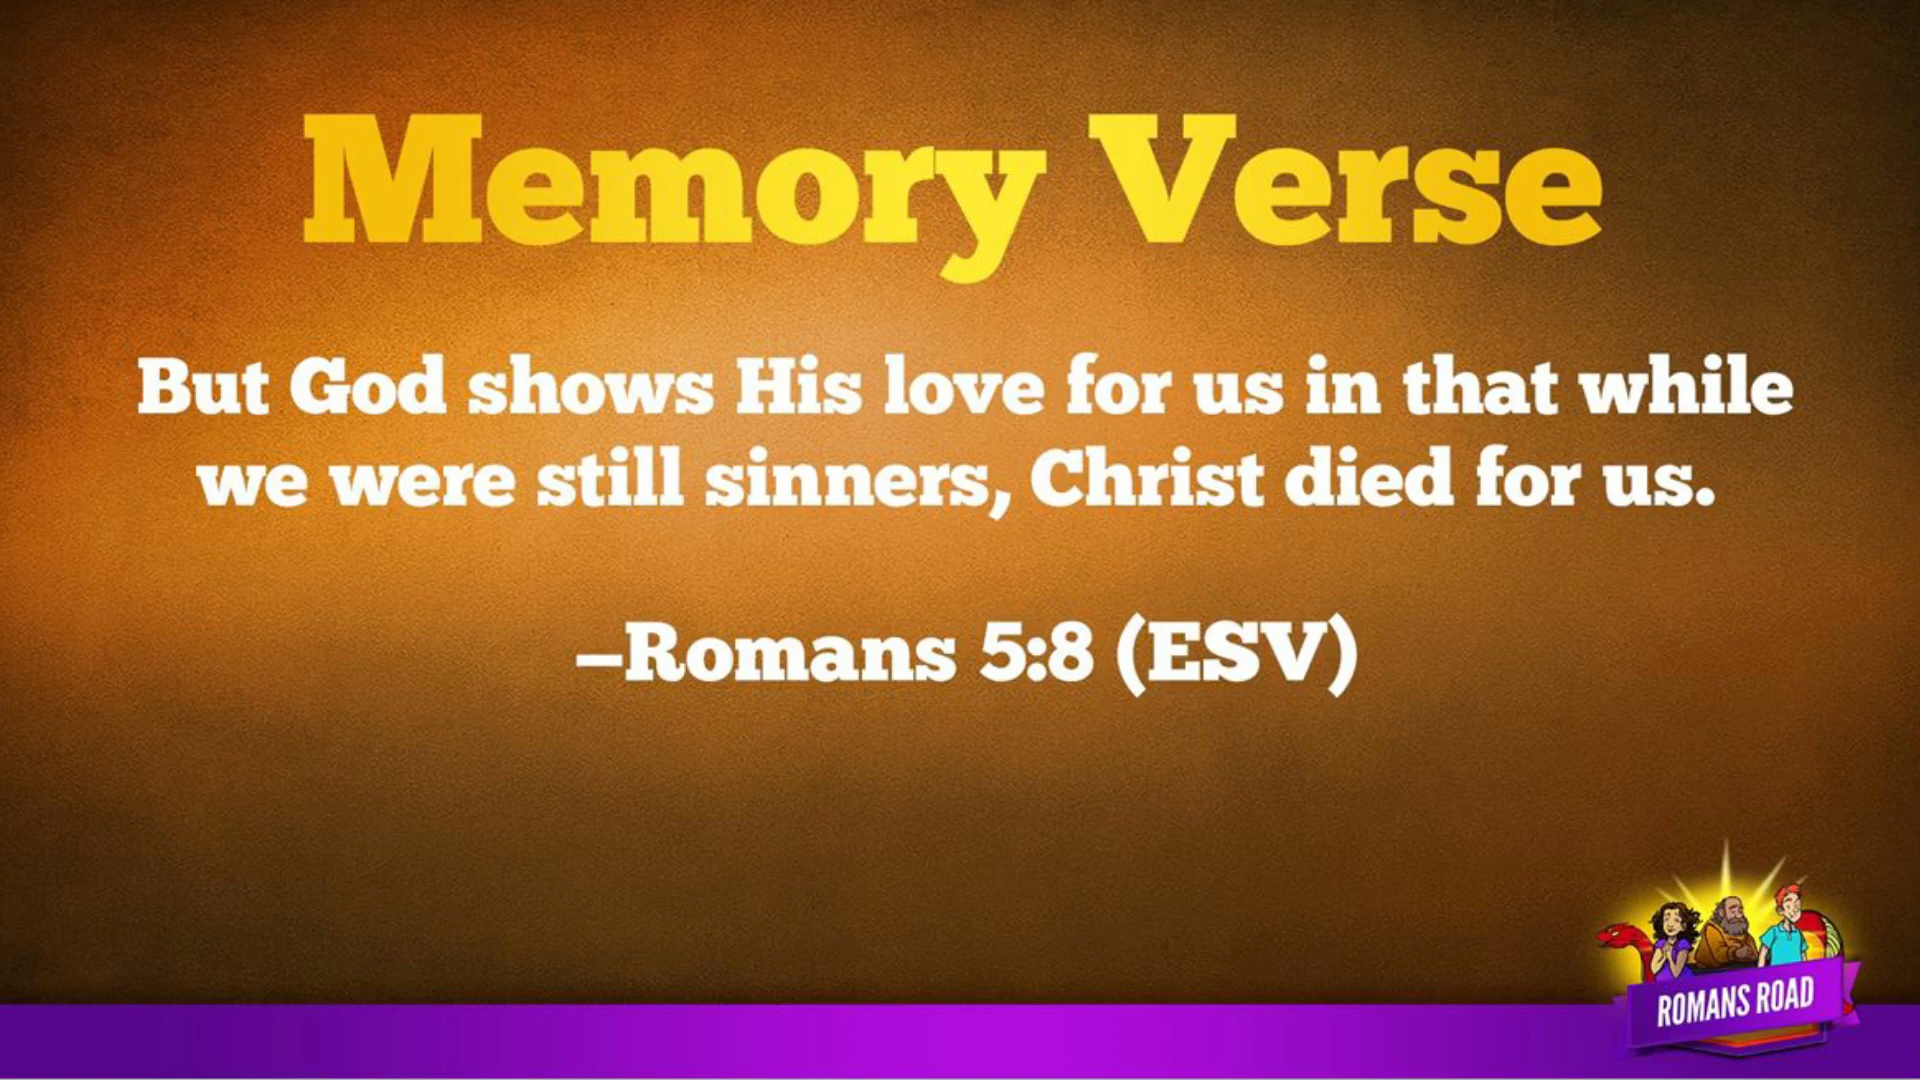 Memory Verse
But God shows His love for us in that while
we were still sinners, Christ died for us.
–Romans 5:8 (ESV)
ROMANS ROAD